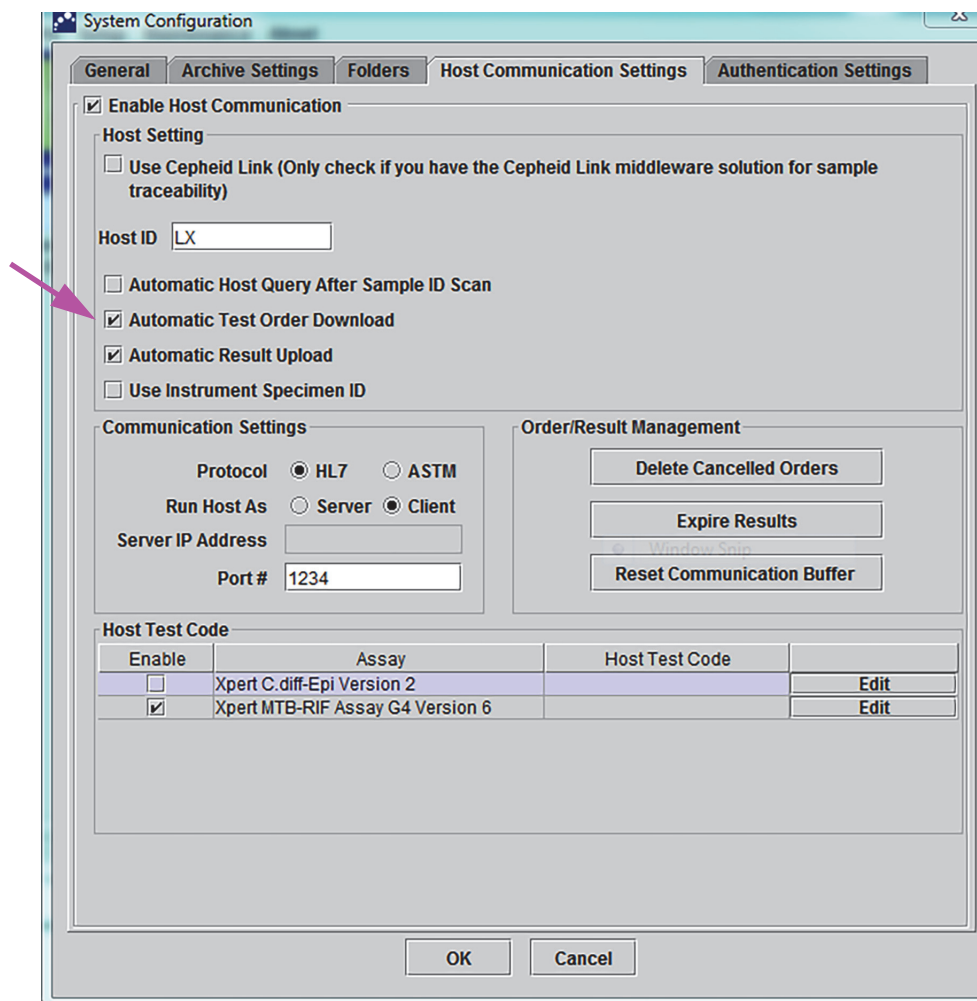 System Configuration
General Archive Settings Folders Host Communication Settings Authentication Settings
Enable Host Communication
Host Setting
Use Cepheid Link (Only check if you have the Cepheid Link middleware solution for sample
traceability)
Host ID LX
Automatic Host Query After Sample ID Scan
Automatic Test Order Download
Automatic Result Upload
Use Instrument Specimen ID
Communication Settings
Protocol HL7 ASTM
Run Host As Server Client
Server IP Address
Port # 1234
Order/Result Management
Delete Cancelled Orders
Expire Results
Window Snip
Reset Communication Buffer
Host Test Code
Enable Assay Host Test Code
Xpert C.diff-Epi Version 2 Edit
Xpert MTB-RIF Assay G4 Version 6 Edit
OK Cancel